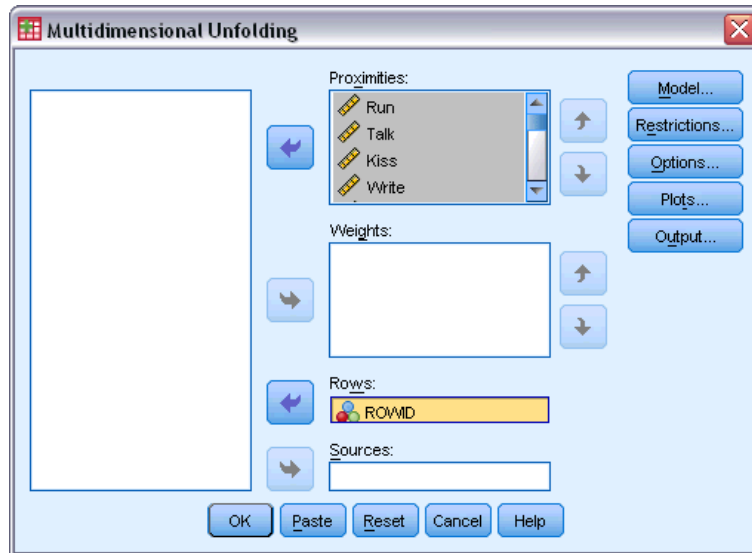 Multidimensional Unfolding
Proximities:
Run
Talk
Kiss
Write
Weights:
Rows:
ROWID
Sources:
Model...
Restrictions...
Options...
Plots...
Output...
OK
Paste
Reset
Cancel
Help